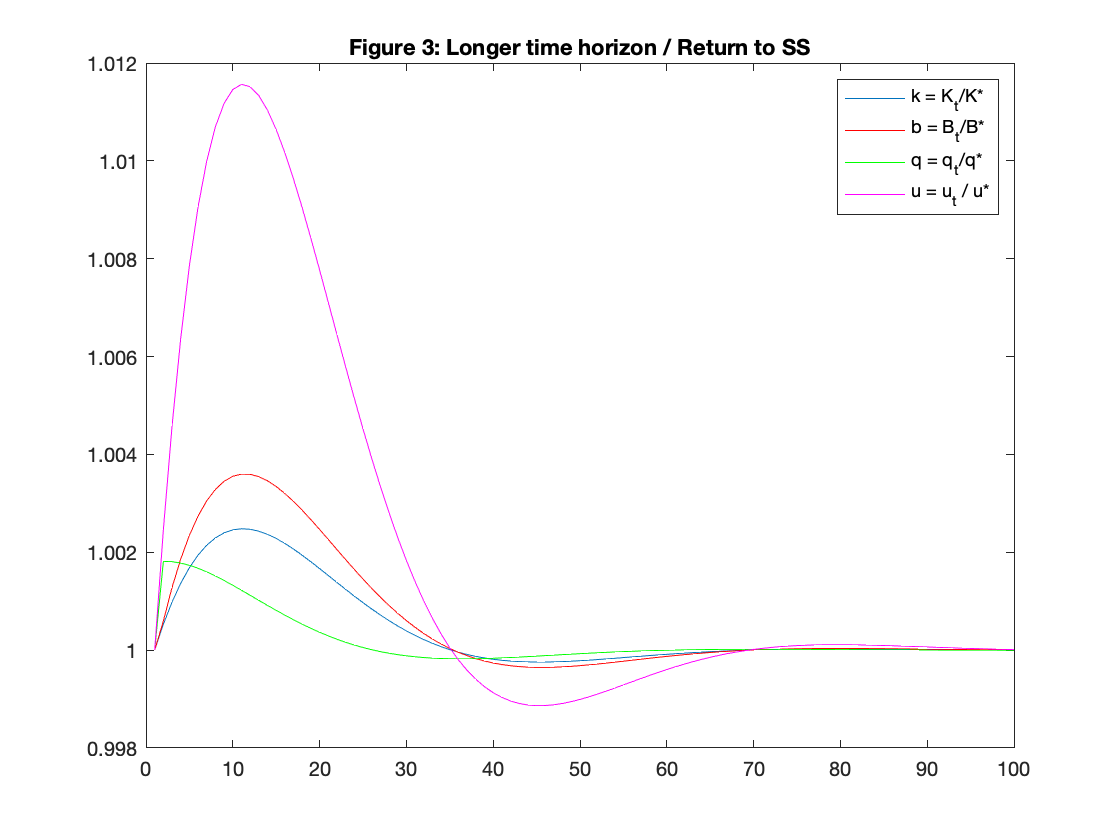 Figure 3: Longer time horizon / Return to SS
1.012
1.01
1.008
1.006
1.004
1.002
1
0.998
0 10 20 30 40 50 60 70 80 90 100
k = K_t/K*
b = B_t/B*
q = q_t/q*
u = u_t / u*